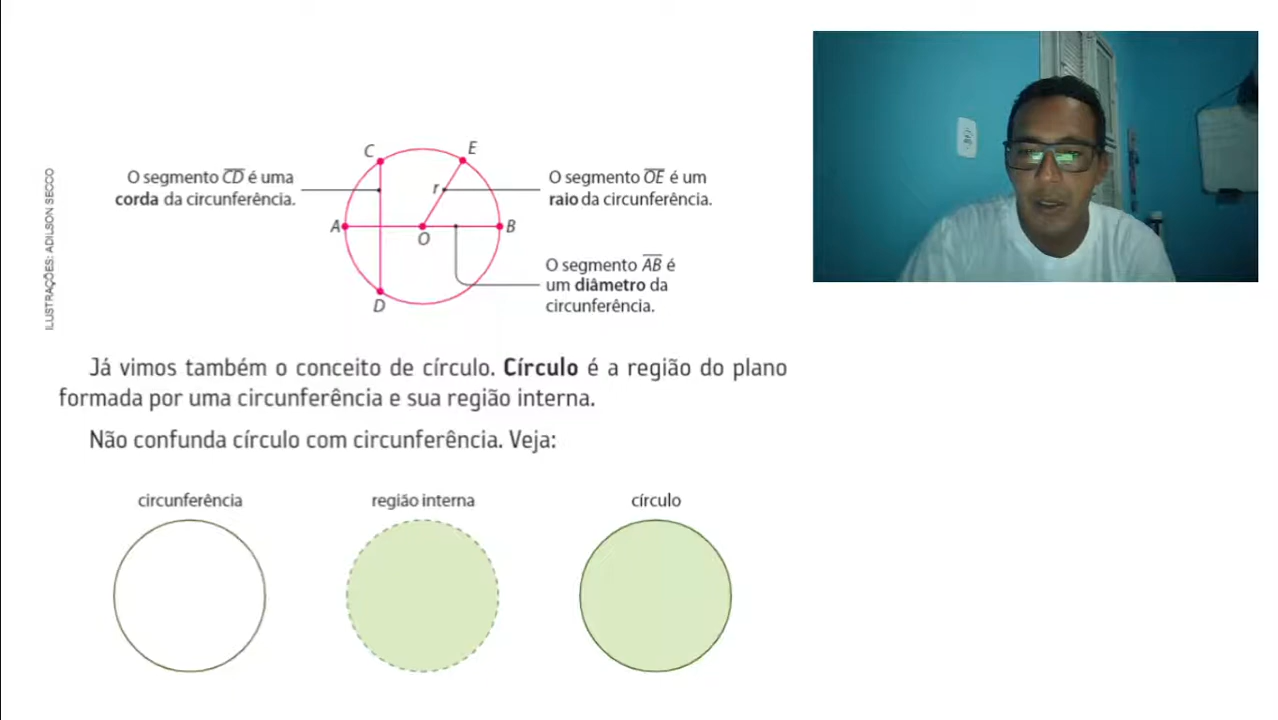 ILUSTRAÇÕES: ADILSON SECCO
C
E
O segmento CD é uma
corda da circunferência.
r
O segmento OE é um
raio da circunferência.
A
O
B
O segmento AB é
um diâmetro da
circunferência.
D
Já vimos também o conceito de círculo. Círculo é a região do plano
formada por uma circunferência e sua região interna.
Não confunda círculo com circunferência. Veja:
circunferência
região interna
círculo